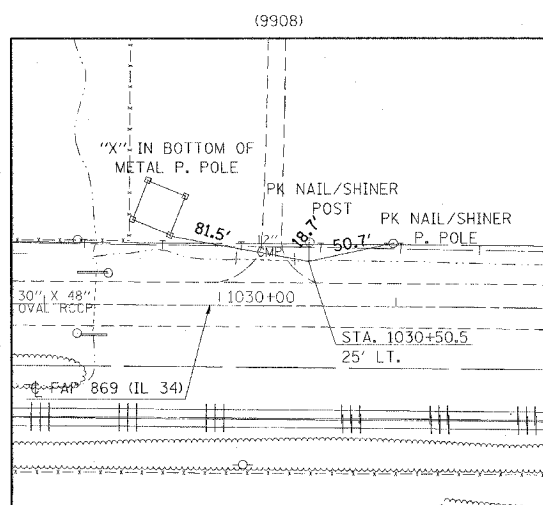 (9908)
"X" IN BOTTOM OF
METAL P. POLE
PK NAIL/SHINER
POST
PK NAIL/SHINER
P. POLE
81.5'
18.7'
50.7'
12"
CMP
30" X 48"
OVAL RCCP
1030+00
STA. 1030+50.5
25' LT.
℄ FAP 869 (IL 34)